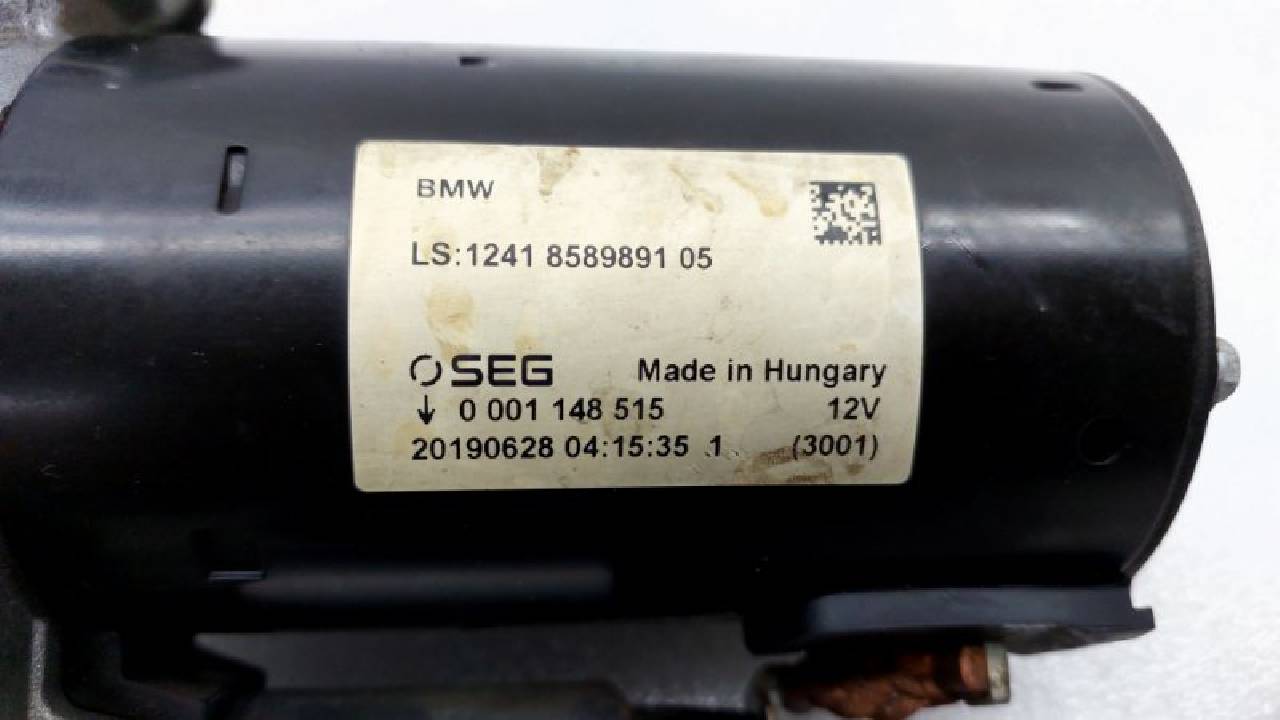 BMW
LS:1241 8589891 05
SEG Made in Hungary
↓ 0 001 148 515 12V
20190628 04:15:35 1 (3001)